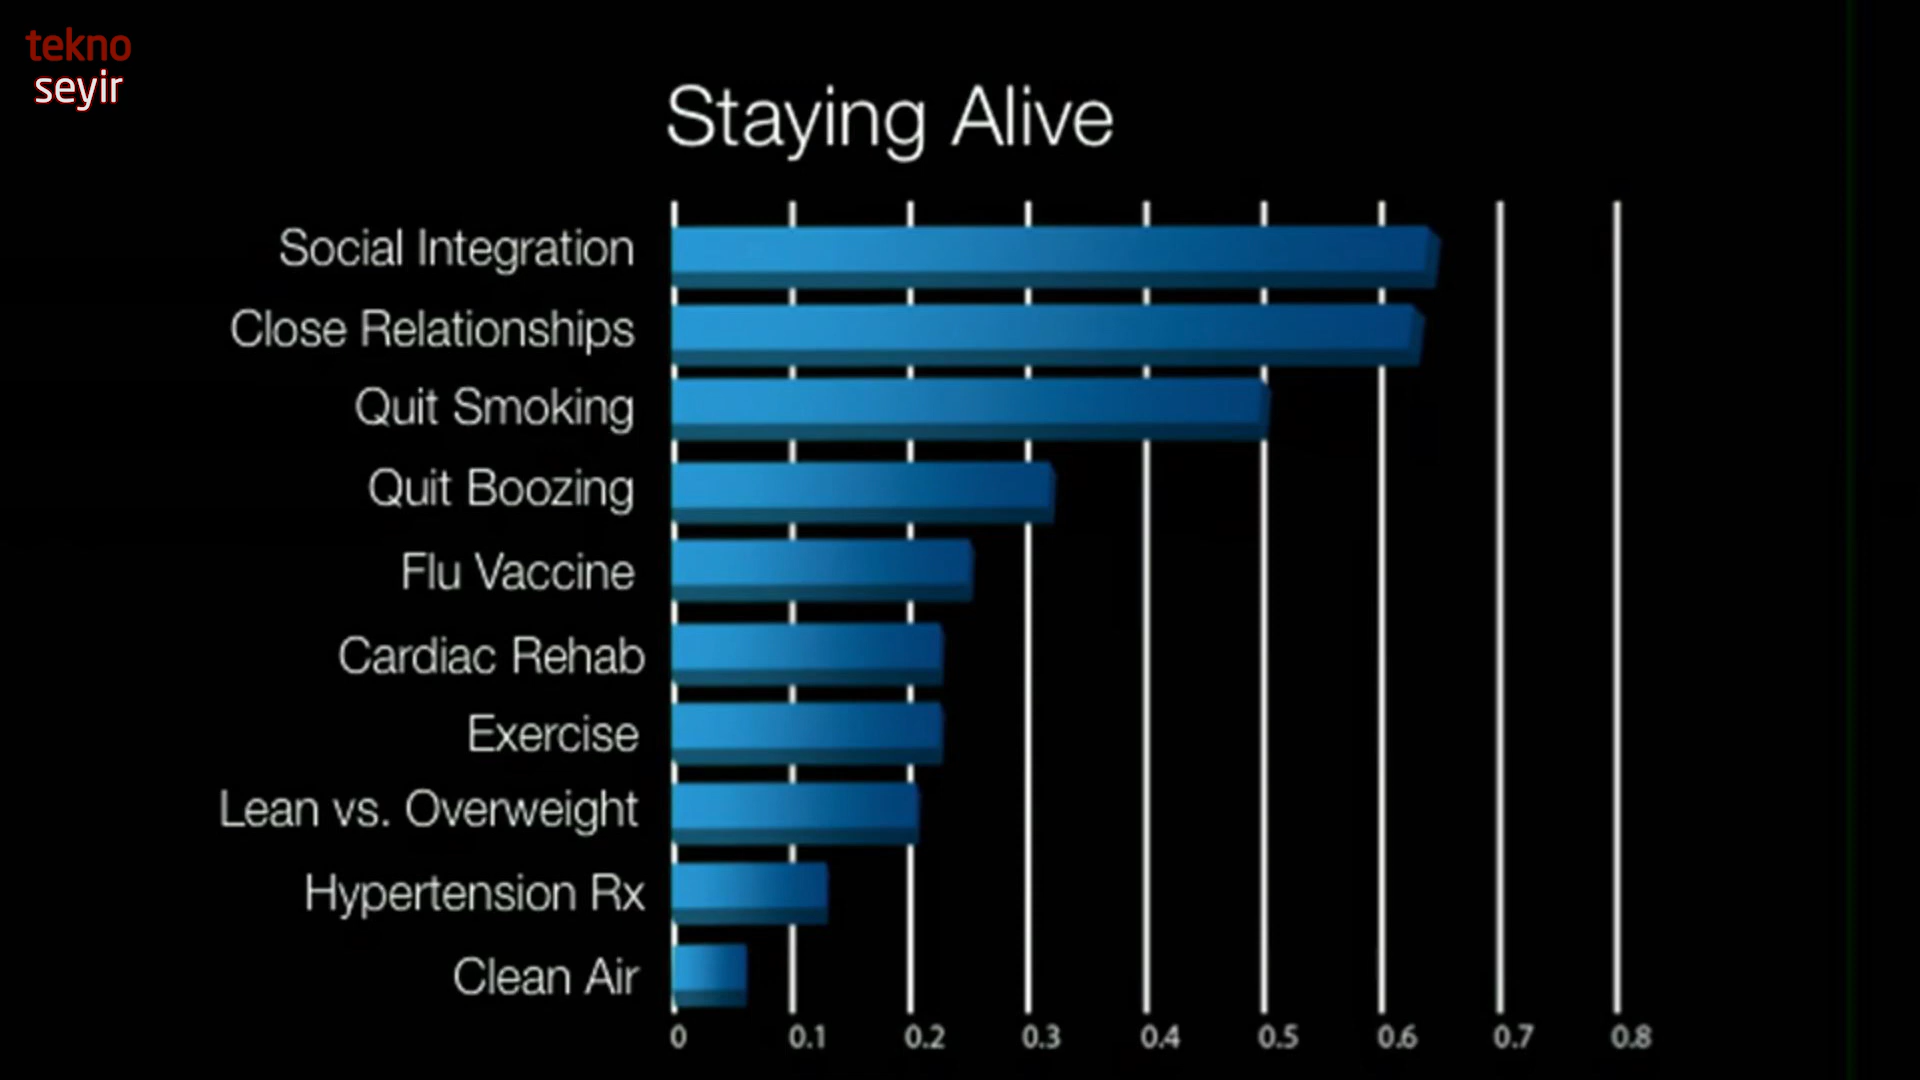 tekno
seyir
Staying Alive
Social Integration
Close Relationships
Quit Smoking
Quit Boozing
Flu Vaccine
Cardiac Rehab
Exercise
Lean vs. Overweight
Hypertension Rx
Clean Air
0 0.1 0.2 0.3 0.4 0.5 0.6 0.7 0.8